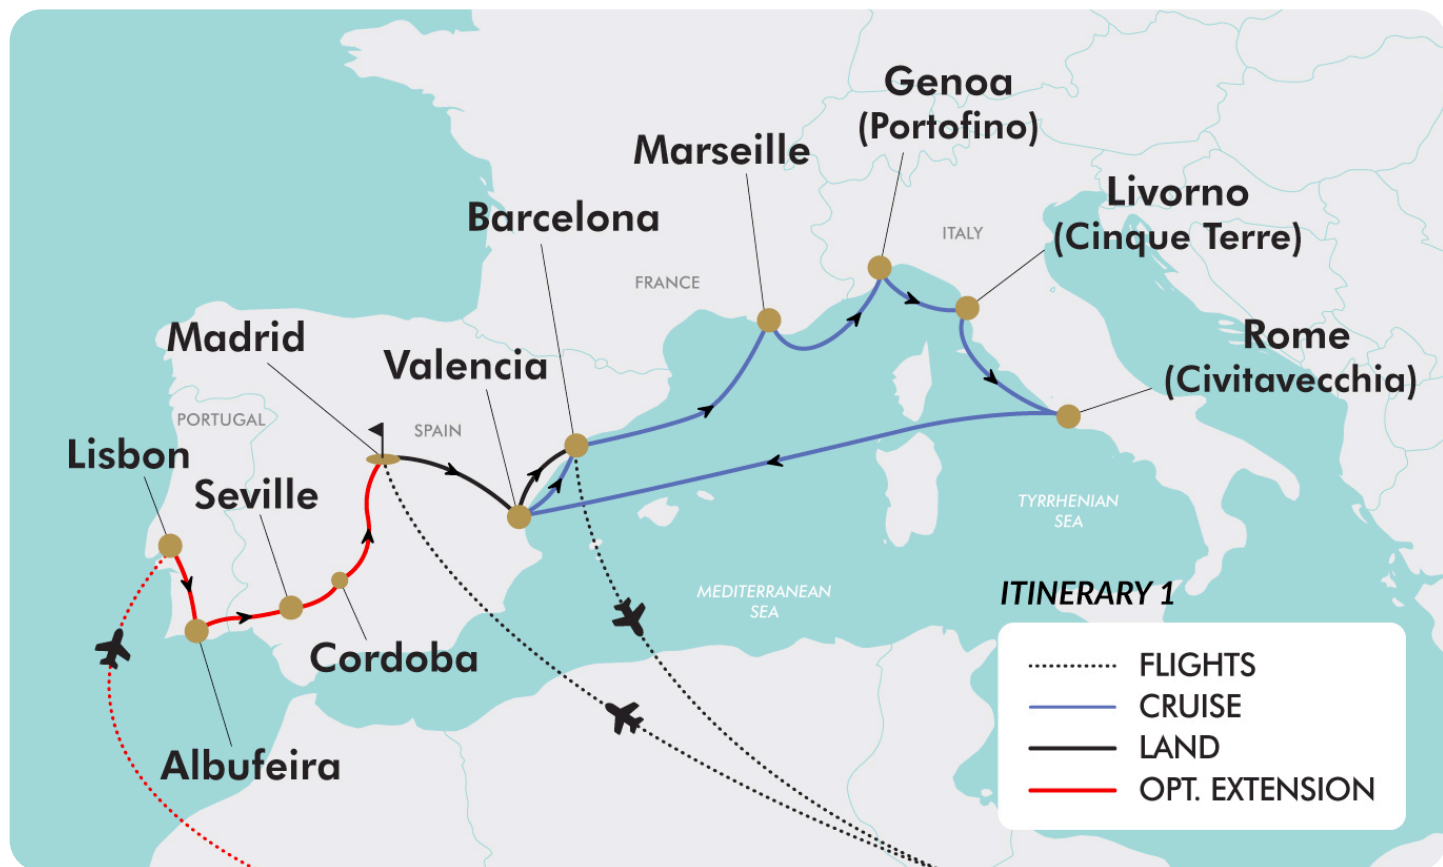 Genoa
(Portofino)
Marseille
Livorno
(Cinque Terre)
Barcelona
ITALY
FRANCE
Madrid
Rome
(Civitavecchia)
Valencia
PORTUGAL
SPAIN
Lisbon
Seville
TYRRHENIAN
SEA
MEDITERRANEAN
SEA
Cordoba
Albufeira
ITINERARY 1
FLIGHTS
CRUISE
LAND
OPT. EXTENSION